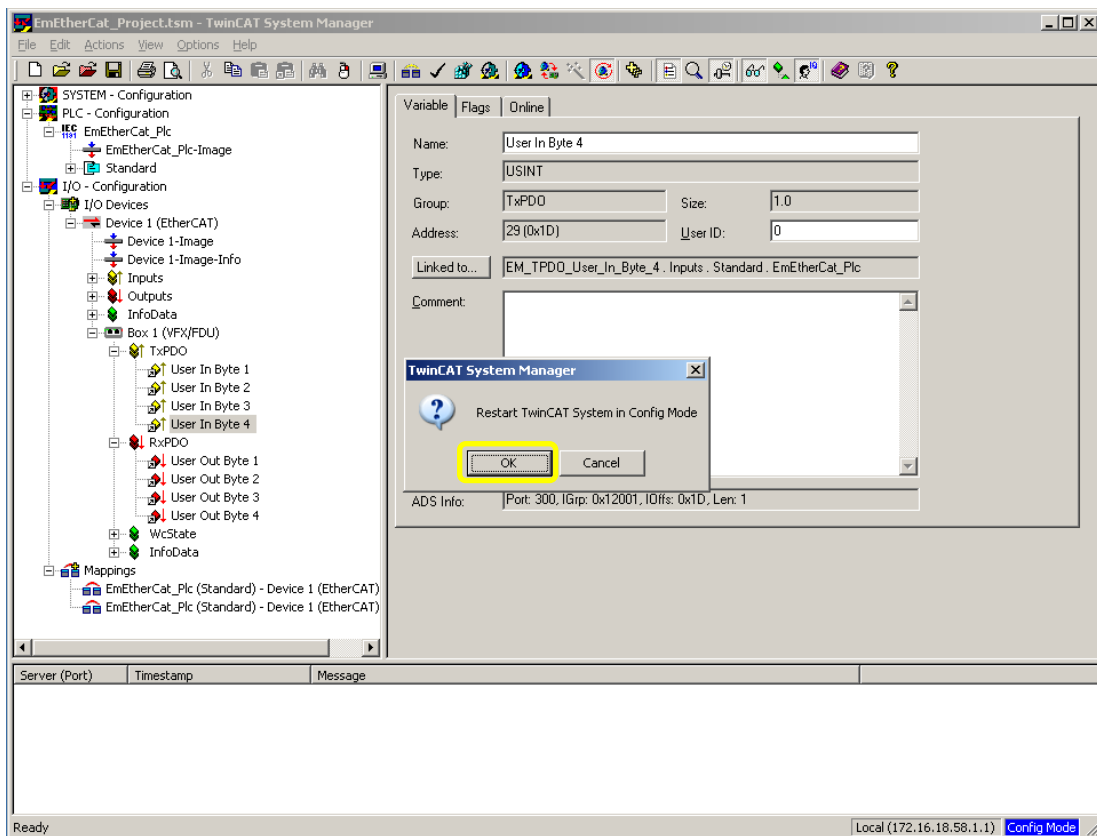 EmEtherCat_Project.tsm - TwinCAT System Manager
File Edit Actions View Options Help
SYSTEM - Configuration
PLC - Configuration
IEC
1131
EmEtherCat_Plc
EmEtherCat_Plc-Image
Standard
I/O - Configuration
I/O Devices
Device 1 (EtherCAT)
Device 1-Image
Device 1-Image-Info
Inputs
Outputs
InfoData
Box 1 (VFX/FDU)
TxPDO
User In Byte 1
User In Byte 2
User In Byte 3
User In Byte 4
RxPDO
User Out Byte 1
User Out Byte 2
User Out Byte 3
User Out Byte 4
WcState
InfoData
Mappings
EmEtherCat_Plc (Standard) - Device 1 (EtherCAT)
EmEtherCat_Plc (Standard) - Device 1 (EtherCAT)
Variable Flags Online
Name: User In Byte 4
Type: USINT
Group: TxPDO Size: 1.0
Address: 29 (0x1D) User ID: 0
Linked to... EM_TPDO_User_In_Byte_4 . Inputs . Standard . EmEtherCat_Plc
Comment:
TwinCAT System Manager
Restart TwinCAT System in Config Mode
OK Cancel
ADS Info: Port: 300, IGrp: 0x12001, IOffs: 0x1D, Len: 1
Server (Port) Timestamp Message
Ready Local (172.16.18.58.1.1) Config Mode